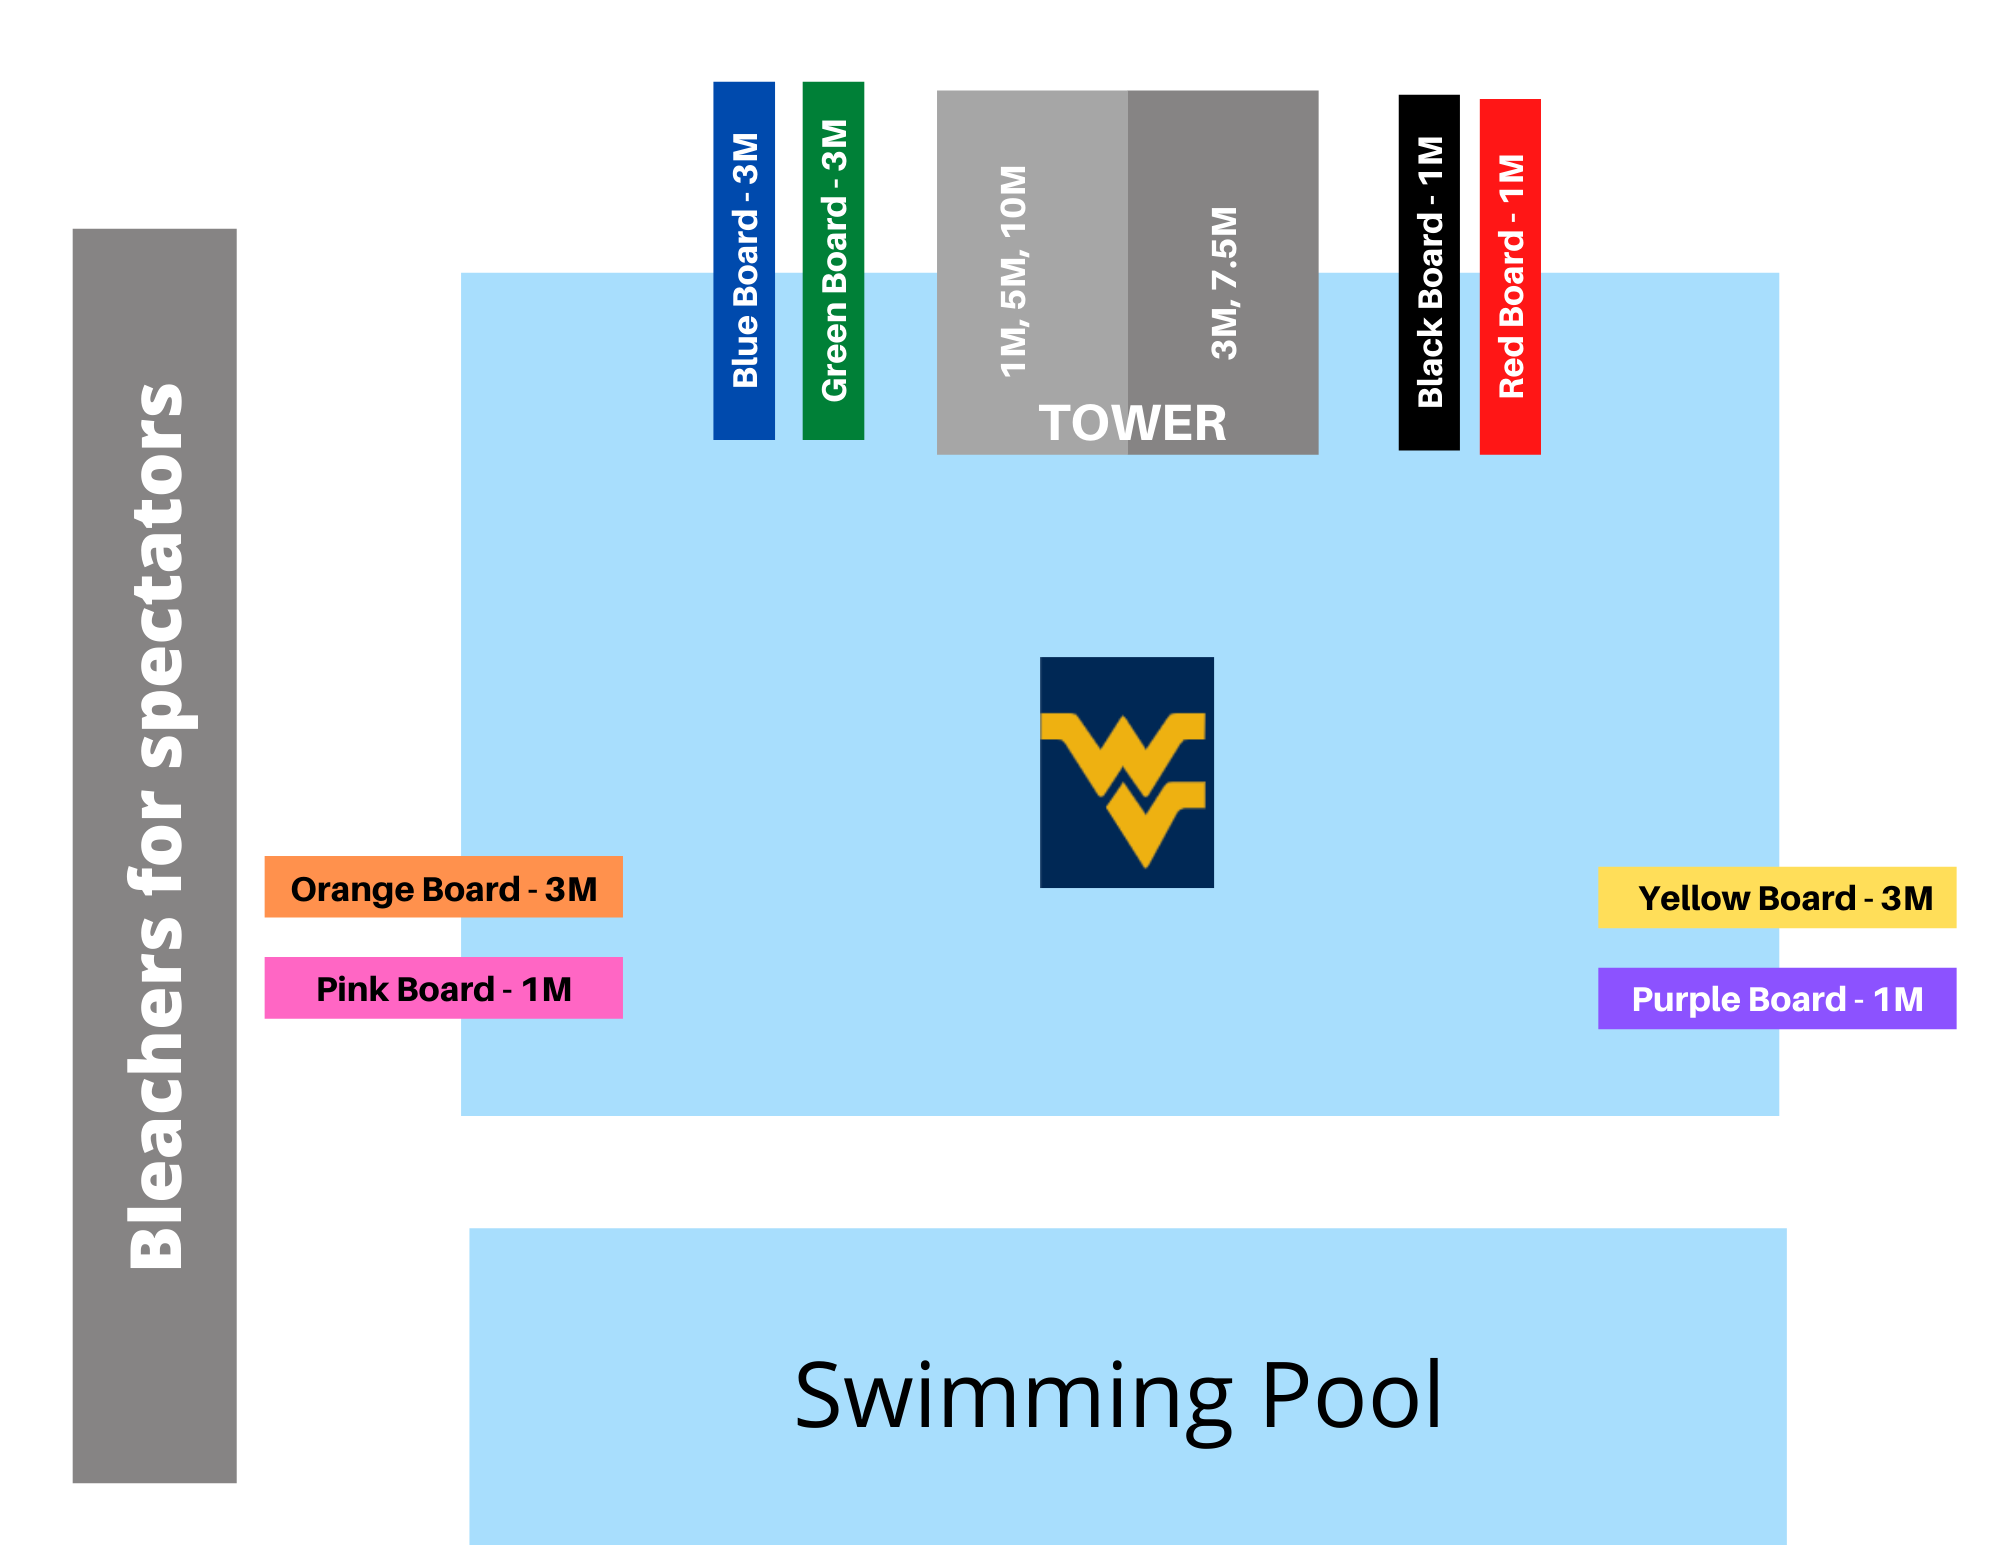 Blue Board - 3M
Green Board - 3M
1M, 5M, 10M
3M, 7.5M
TOWER
Black Board - 1M
Red Board - 1M
Bleachers for spectators
WV
Orange Board - 3M
Yellow Board - 3M
Pink Board - 1M
Purple Board - 1M
Swimming Pool